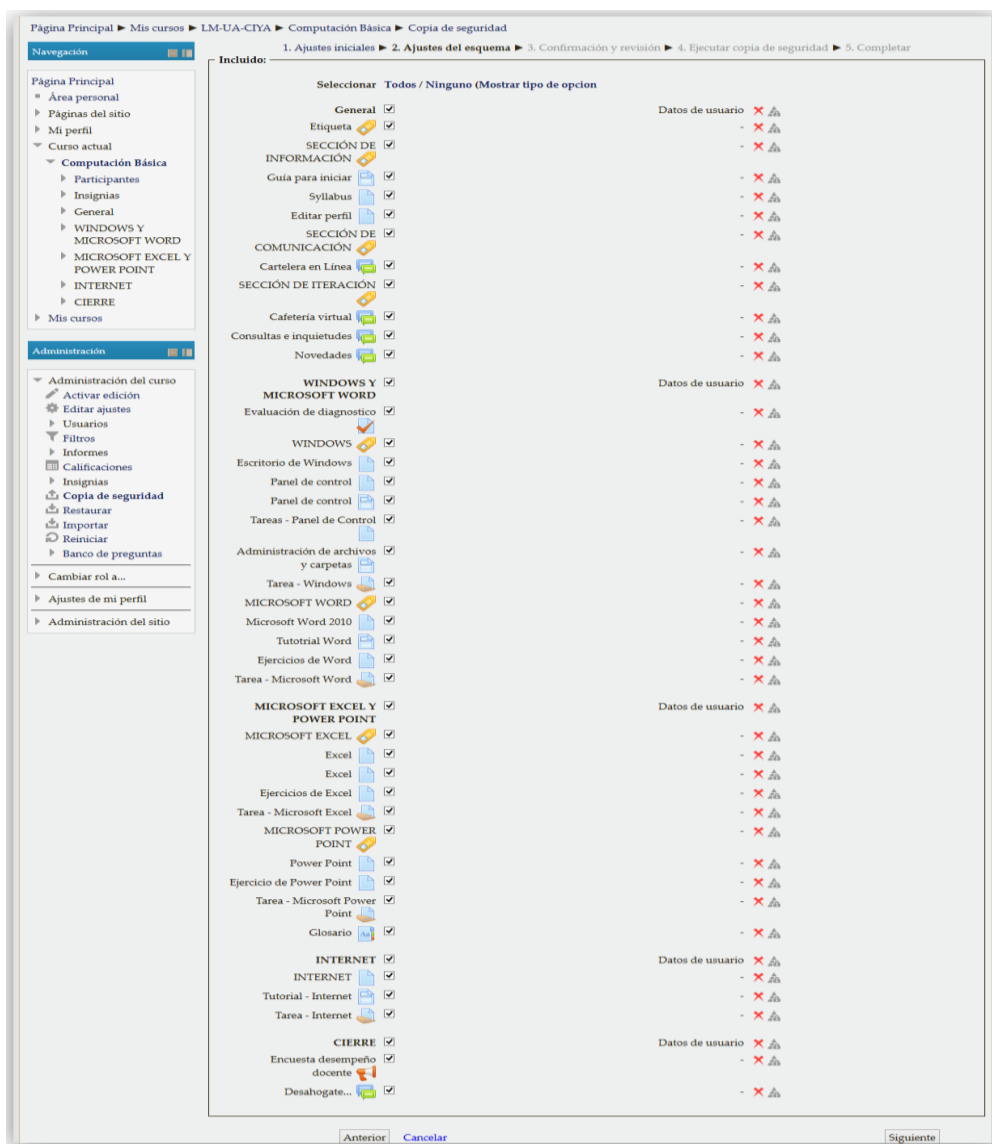 Página Principal ► Mis cursos ► LM-UA-CIYA ► Computación Básica ► Copia de seguridad
Navegación
Página Principal
Área personal
Páginas del sitio
Mi perfil
Curso actual
Computación Básica
Participantes
Insignias
General
WINDOWS Y
MICROSOFT WORD
MICROSOFT EXCEL Y
POWER POINT
INTERNET
CIERRE
Mis cursos
Administración
Administración del curso
Activar edición
Editar ajustes
Usuarios
Filtros
Informes
Calificaciones
Insignias
Copia de seguridad
Restaurar
Importar
Reiniciar
Banco de preguntas
Cambiar rol a...
Ajustes de mi perfil
Administración del sitio
1. Ajustes iniciales ► 2. Ajustes del esquema ► 3. Confirmación y revisión ► 4. Ejecutar copia de seguridad ► 5. Completar
Incluido:
Seleccionar Todos / Ninguno (Mostrar tipo de opcion
General Datos de usuario
Etiqueta -
SECCIÓN DE -
INFORMACIÓN
Guía para iniciar -
Syllabus -
Editar perfil -
SECCIÓN DE -
COMUNICACIÓN
Cartelera en Línea -
SECCIÓN DE ITERACIÓN -
Cafetería virtual -
Consultas e inquietudes -
Novedades -
WINDOWS Y Datos de usuario
MICROSOFT WORD
Evaluación de diagnostico -
WINDOWS -
Escritorio de Windows -
Panel de control -
Panel de control -
Tareas - Panel de Control -
Administración de archivos -
y carpetas
Tarea - Windows -
MICROSOFT WORD -
Microsoft Word 2010 -
Tutotrial Word -
Ejercicios de Word -
Tarea - Microsoft Word -
MICROSOFT EXCEL Y Datos de usuario
POWER POINT
MICROSOFT EXCEL -
Excel -
Excel -
Ejercicios de Excel -
Tarea - Microsoft Excel -
MICROSOFT POWER -
POINT
Power Point -
Ejercicio de Power Point -
Tarea - Microsoft Power -
Point
Glosario -
INTERNET Datos de usuario
INTERNET -
Tutorial - Internet -
Tarea - Internet -
CIERRE Datos de usuario
Encuesta desempeño -
docente
Desahogate... -
Anterior Cancelar Siguiente